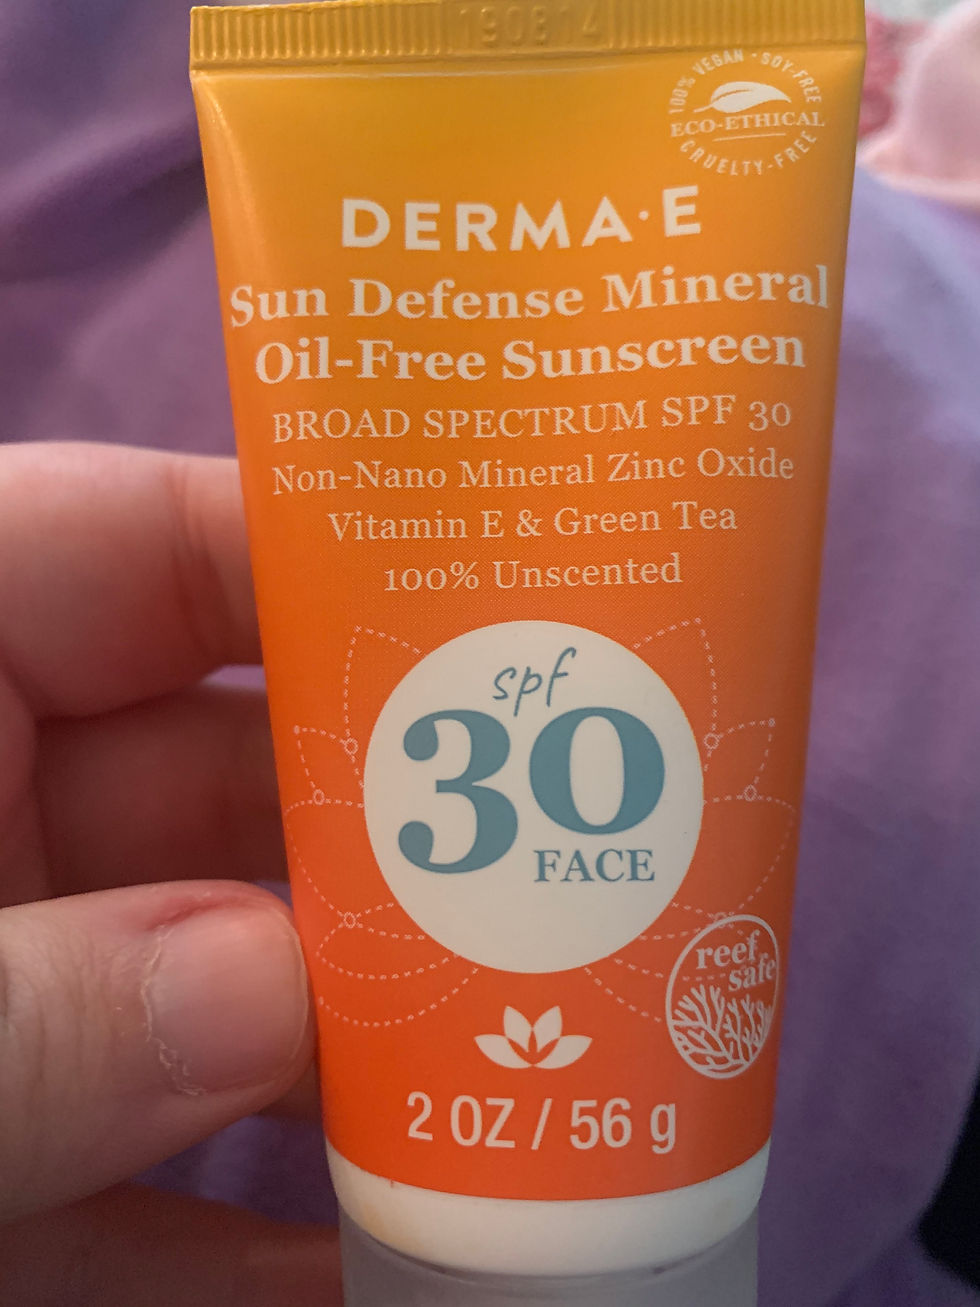 190814
100% VEGAN · SOY-FREE
ECO-ETHICAL
CRUELTY-FREE
DERMA·E
Sun Defense Mineral
Oil-Free Sunscreen
BROAD SPECTRUM SPF 30
Non-Nano Mineral Zinc Oxide
Vitamin E & Green Tea
100% Unscented
spf
30
FACE
reef
safe
2 OZ / 56 g